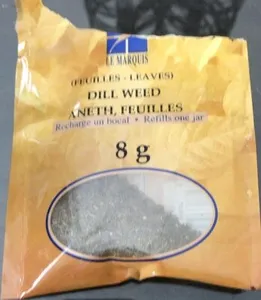 LE MARQUIS
(FEUILLES - LEAVES)
DILL WEED
ANETH, FEUILLES
Recharge un bocal • Refills one jar
8 g